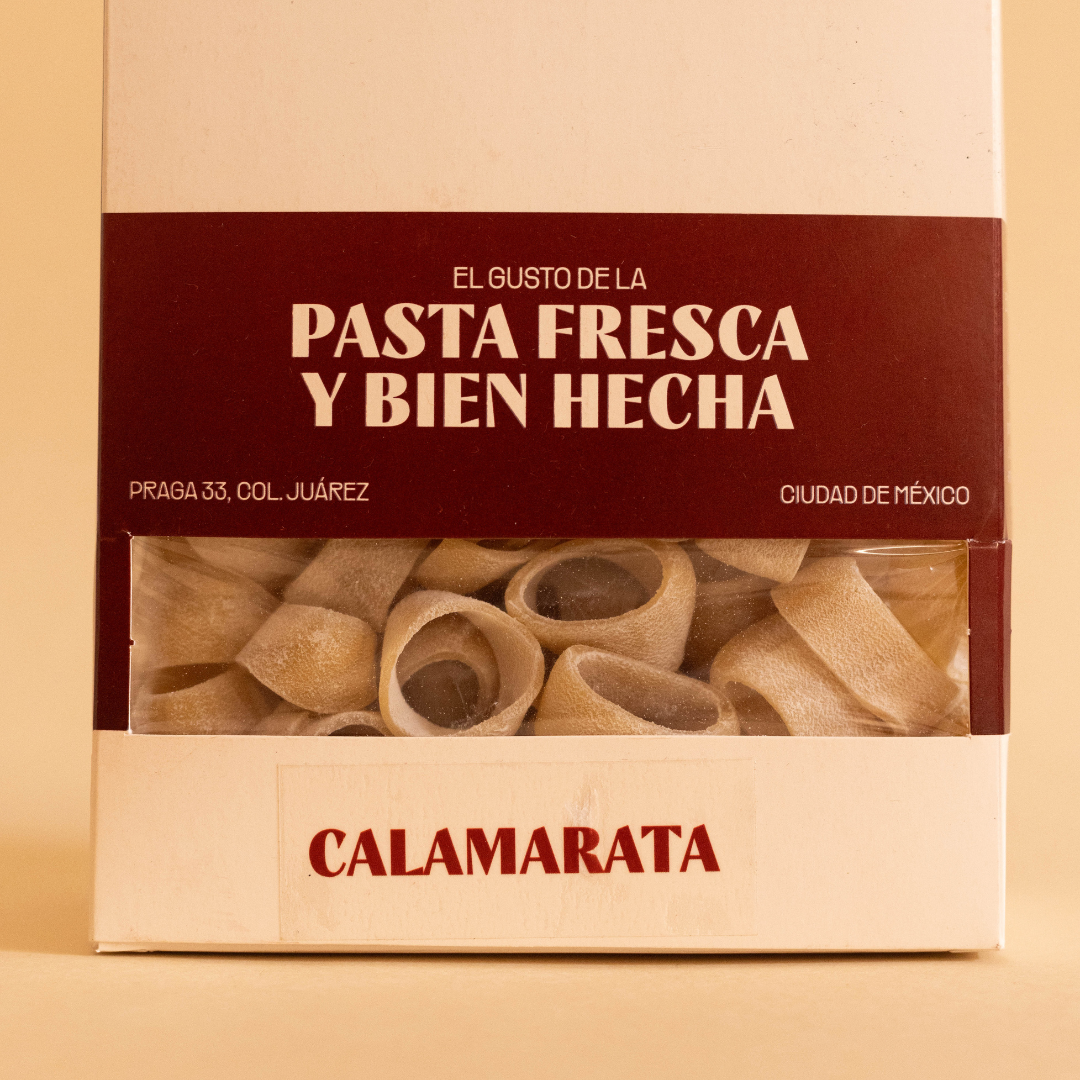 EL GUSTO DE LA
PASTA FRESCA
Y BIEN HECHA
PRAGA 33, COL. JUÁREZ
CIUDAD DE MÉXICO
CALAMARATA